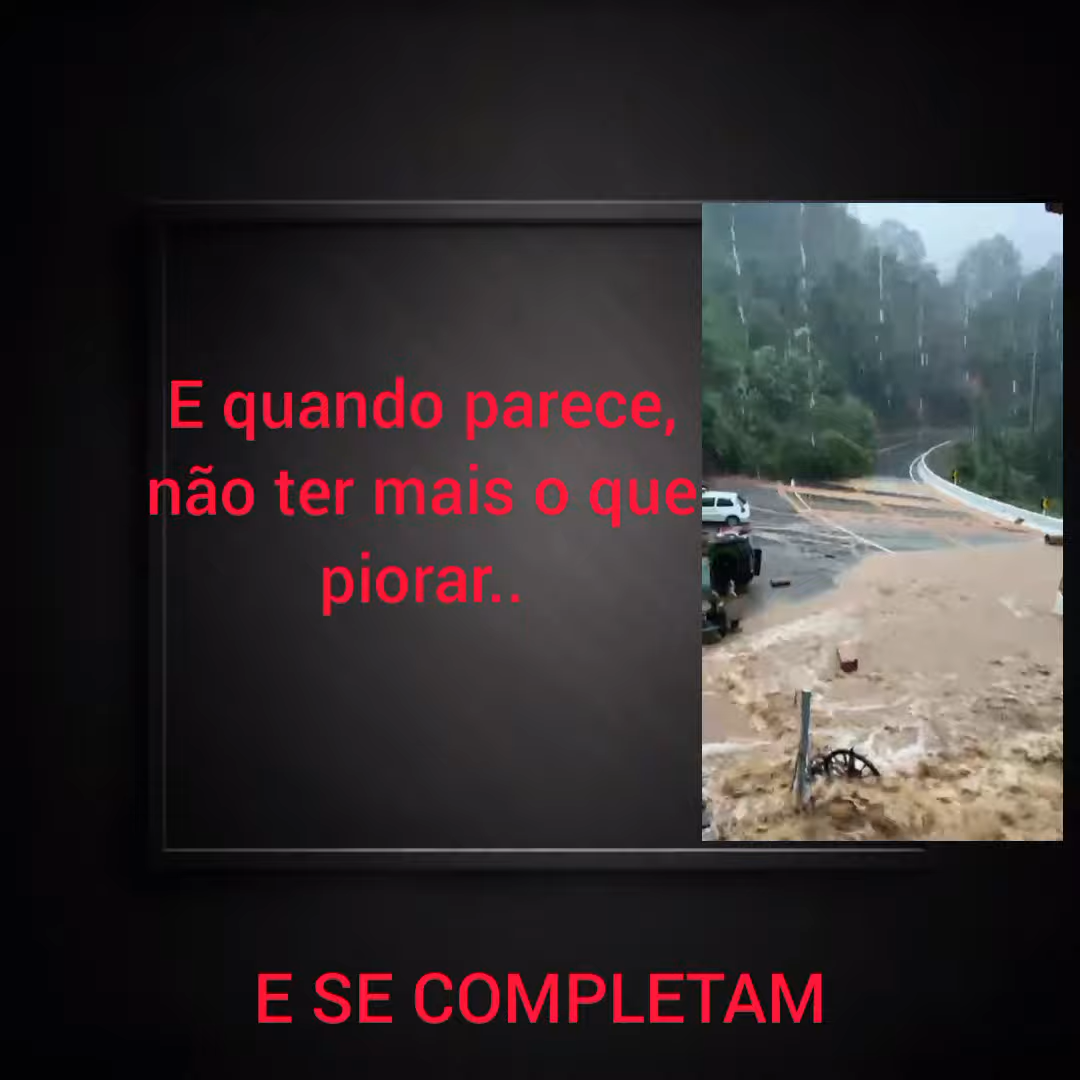 E quando parece,
não ter mais o que
piorar..
E SE COMPLETAM